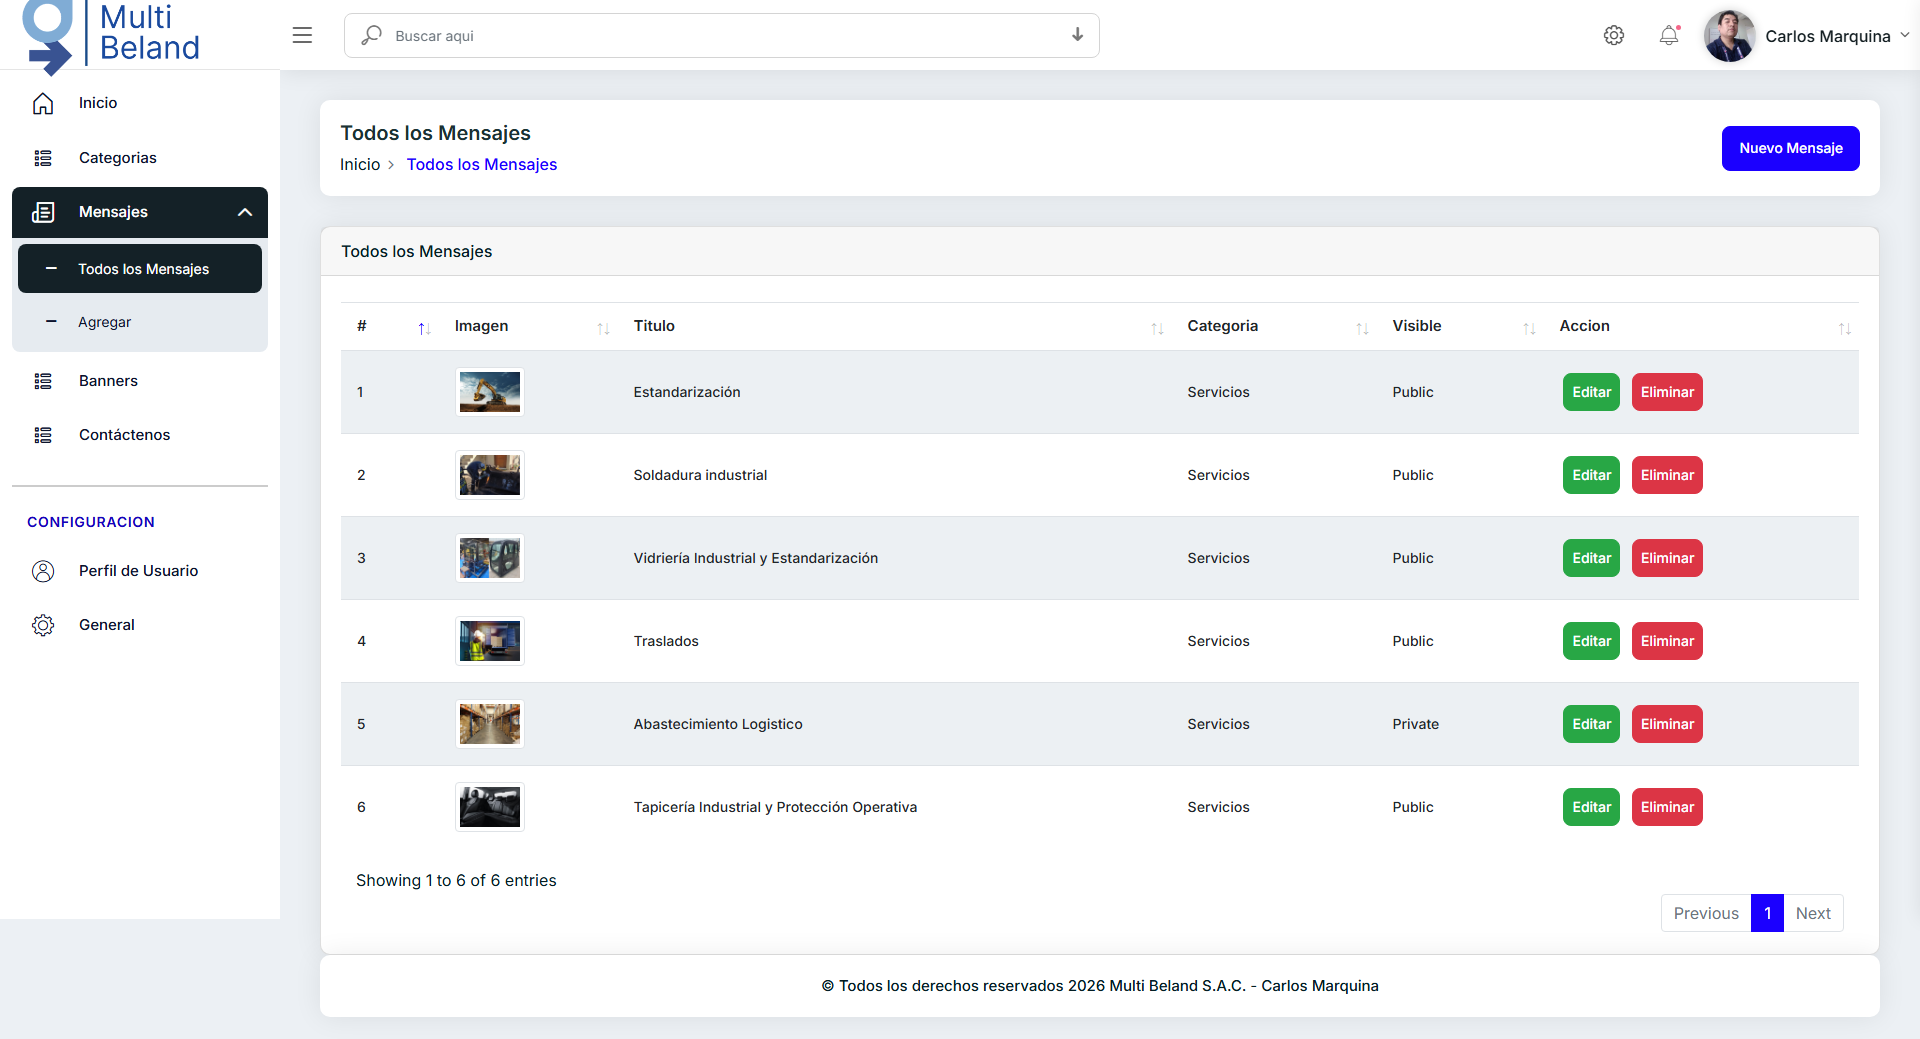 Multi
Beland
Buscar aqui
Carlos Marquina
Inicio
Categorias
Mensajes
Todos los Mensajes
Agregar
Banners
Contáctenos
CONFIGURACION
Perfil de Usuario
General
Todos los Mensajes
Inicio > Todos los Mensajes
Nuevo Mensaje
Todos los Mensajes
# Imagen Titulo Categoria Visible Accion
1 Estandarización Servicios Public Editar Eliminar
2 Soldadura industrial Servicios Public Editar Eliminar
3 Vidriería Industrial y Estandarización Servicios Public Editar Eliminar
4 Traslados Servicios Public Editar Eliminar
5 Abastecimiento Logistico Servicios Private Editar Eliminar
6 Tapicería Industrial y Protección Operativa Servicios Public Editar Eliminar
Showing 1 to 6 of 6 entries
Previous 1 Next
© Todos los derechos reservados 2026 Multi Beland S.A.C. - Carlos Marquina